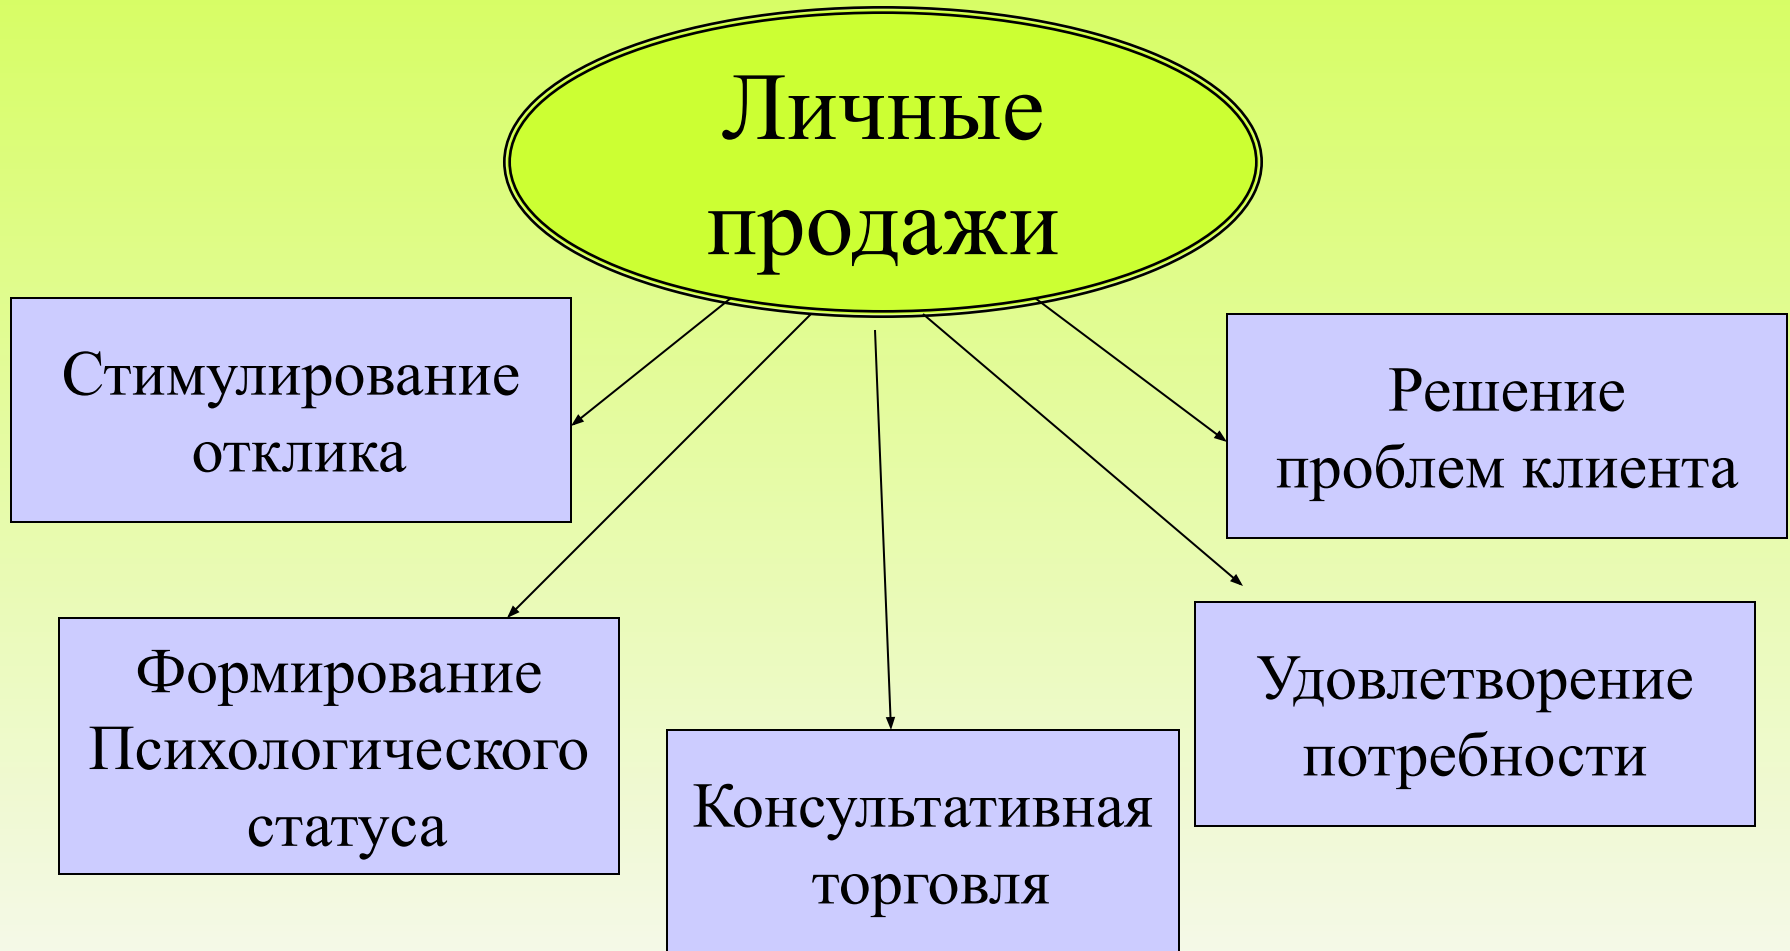 Личные
продажи
Стимулирование
отклика
Решение
проблем клиента
Формирование
Психологического
статуса
Консультативная
торговля
Удовлетворение
потребности